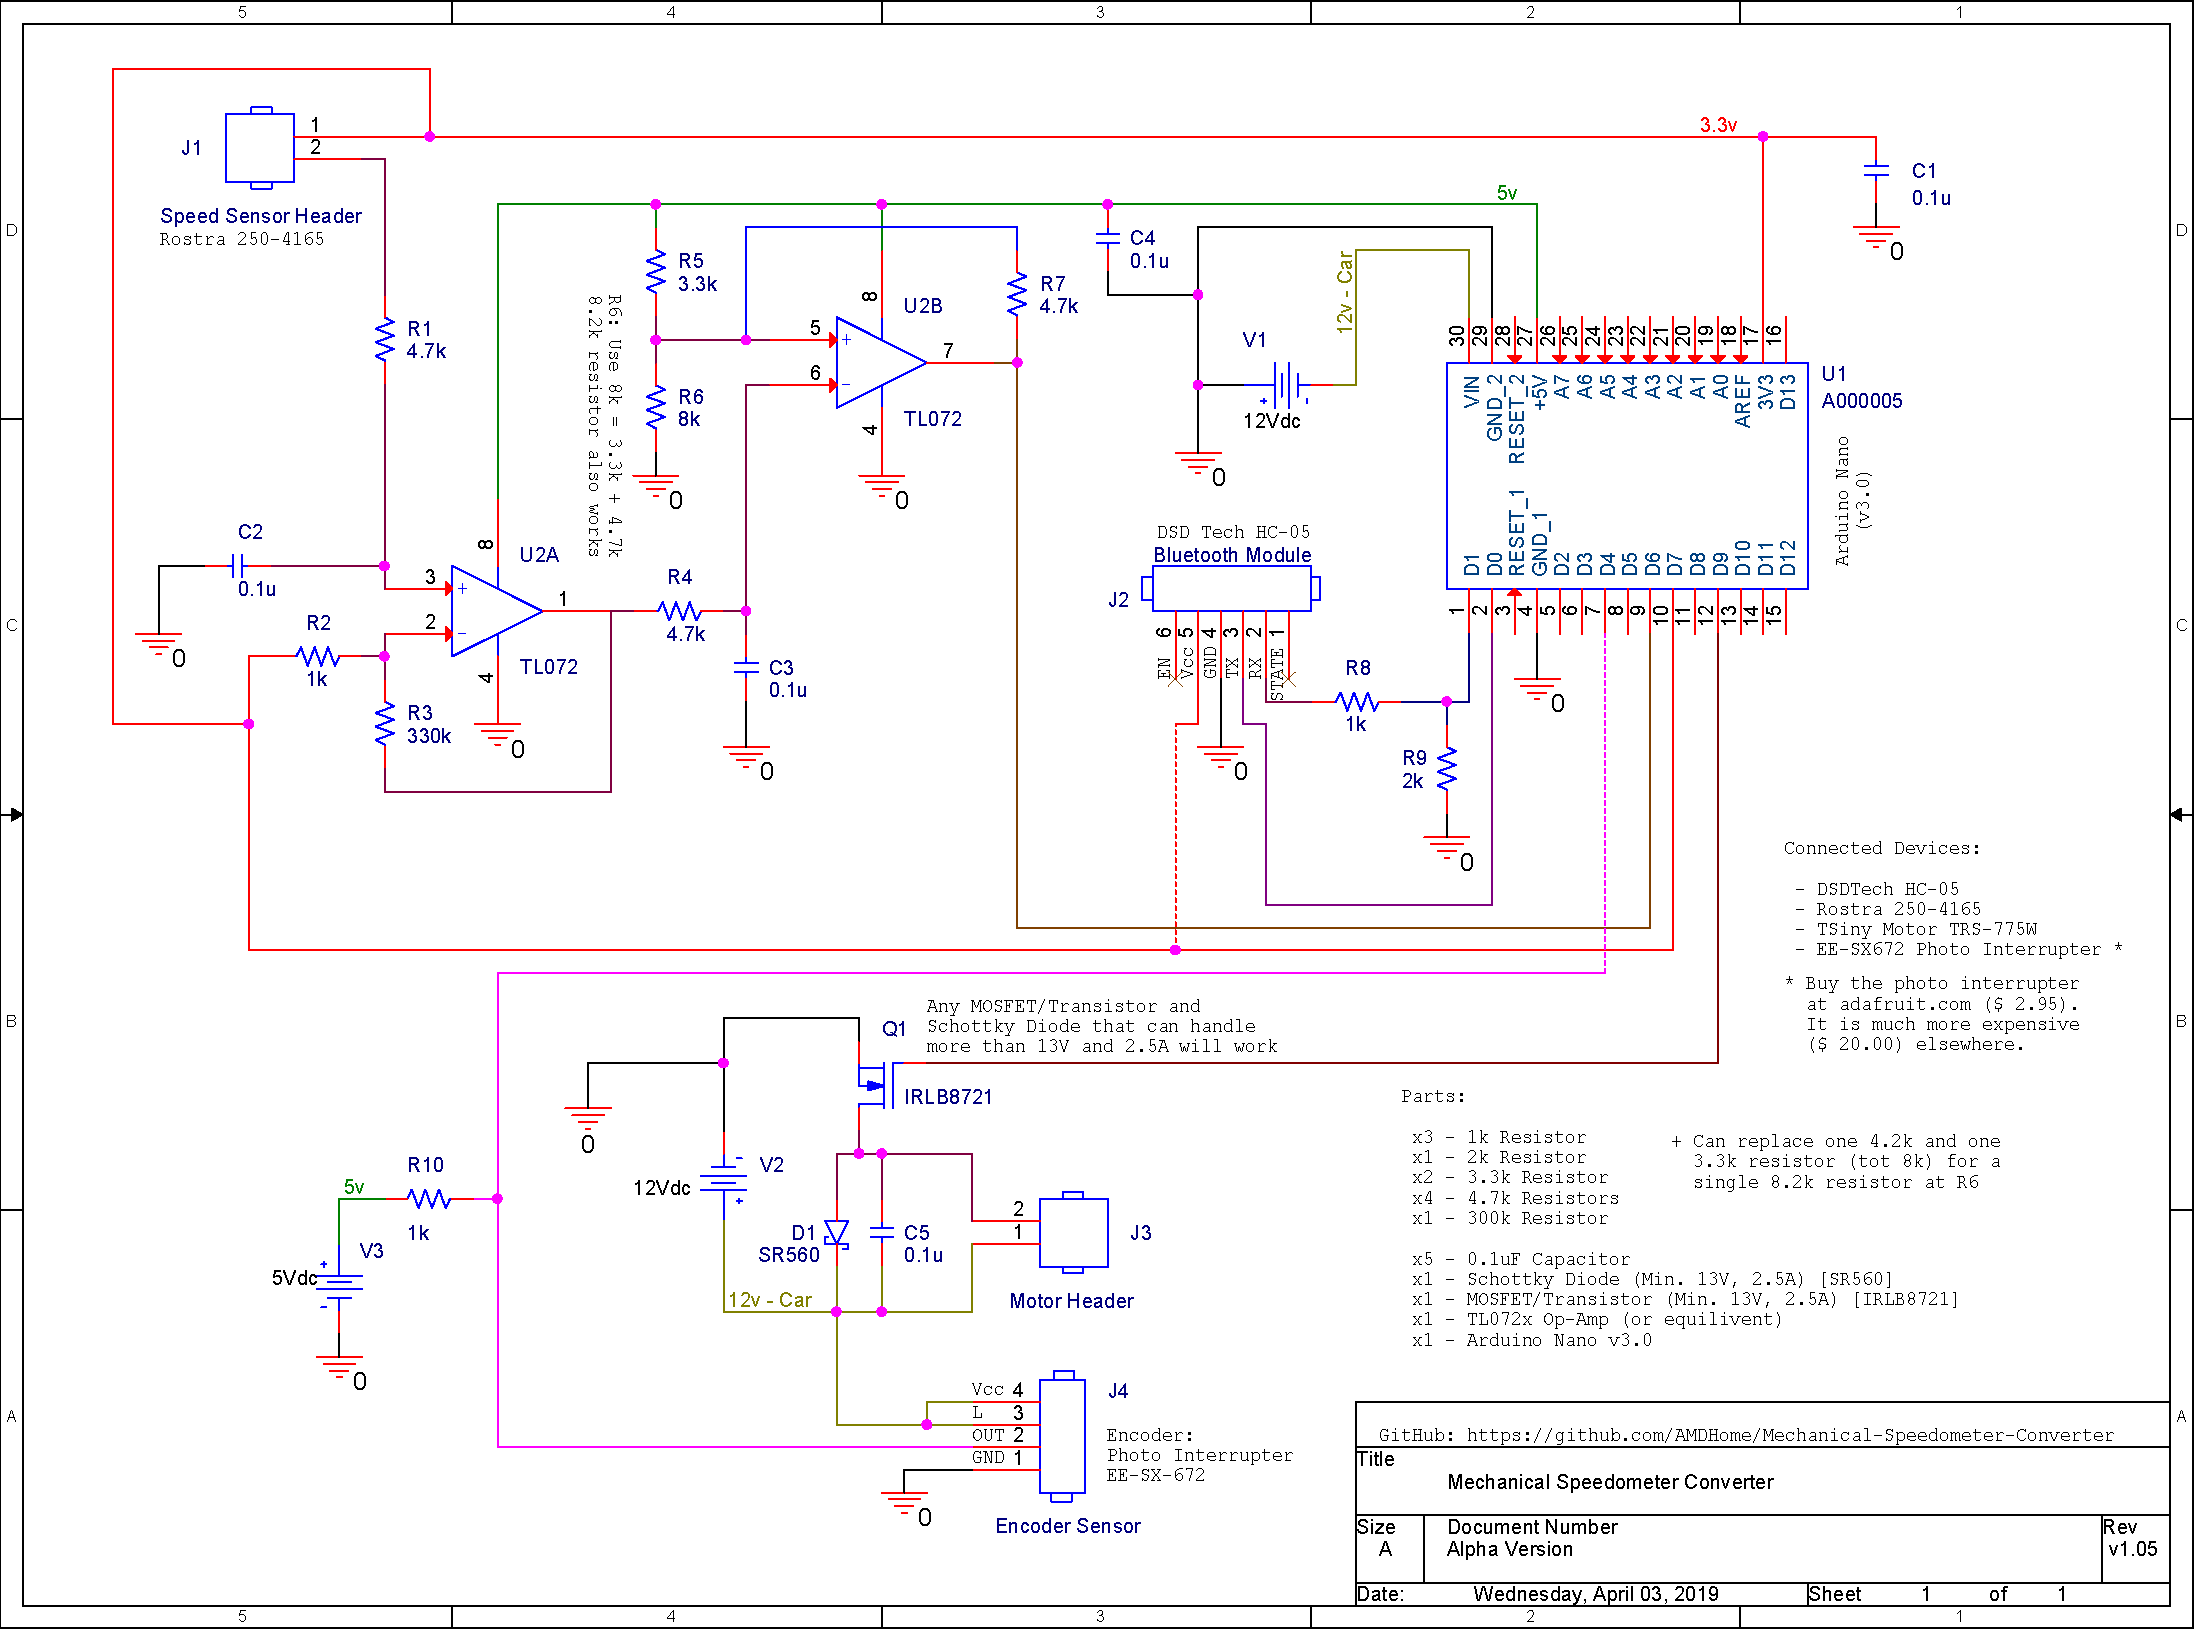 5 4 3 2 1
D
C
B
A
J1
1
2
Speed Sensor Header
Rostra 250-4165
3.3v
C1
0.1u
0
5v
R1
4.7k
R5
3.3k
R6
8k
R6: Use 8k = 3.3k + 4.7k
8.2k resistor also works
0
5
6
8
4
7
+
-
U2B
TL072
0
R7
4.7k
C4
0.1u
12v - Car
V1
+
-
12Vdc
0
30
29
28
27
26
25
24
23
22
21
20
19
18
17
16
VIN
GND_2
RESET_2
+5V
A7
A6
A5
A4
A3
A2
A1
A0
AREF
3V3
D13
U1
A000005
Arduino Nano
(v3.0)
D1
D0
RESET_1
GND_1
D2
D3
D4
D5
D6
D7
D8
D9
D10
D11
D12
1
2
3
4
5
6
7
8
9
10
11
12
13
14
15
0
C2
0.1u
0
3
2
8
4
1
+
-
U2A
TL072
0
R2
1k
R3
330k
R4
4.7k
C3
0.1u
0
DSD Tech HC-05
Bluetooth Module
J2
6
5
4
3
2
1
EN
Vcc
GND
TX
RX
STATE
0
R8
1k
R9
2k
0
Connected Devices:
- DSDTech HC-05
- Rostra 250-4165
- TSiny Motor TRS-775W
- EE-SX672 Photo Interrupter *
* Buy the photo interrupter
at adafruit.com ($ 2.95).
It is much more expensive
($ 20.00) elsewhere.
Any MOSFET/Transistor and
Schottky Diode that can handle
more than 13V and 2.5A will work
Q1
IRLB8721
0
V2
-
+
12Vdc
R10
1k
5v
V3
+
-
5Vdc
0
D1
SR560
C5
0.1u
12v - Car
2
1
J3
Motor Header
Parts:
x3 - 1k Resistor
x1 - 2k Resistor
x2 - 3.3k Resistor
x4 - 4.7k Resistors
x1 - 300k Resistor
+ Can replace one 4.2k and one
3.3k resistor (tot 8k) for a
single 8.2k resistor at R6
x5 - 0.1uF Capacitor
x1 - Schottky Diode (Min. 13V, 2.5A) [SR560]
x1 - MOSFET/Transistor (Min. 13V, 2.5A) [IRLB8721]
x1 - TL072x Op-Amp (or equilivent)
x1 - Arduino Nano v3.0
Vcc 4
L 3
OUT 2
GND 1
J4
Encoder:
Photo Interrupter
EE-SX-672
0
Encoder Sensor
GitHub: https://github.com/AMDHome/Mechanical-Speedometer-Converter
Title
Mechanical Speedometer Converter
Size
A
Document Number
Alpha Version
Rev
v1.05
Date: Wednesday, April 03, 2019
Sheet 1 of 1
D
C
B
A
5 4 3 2 1